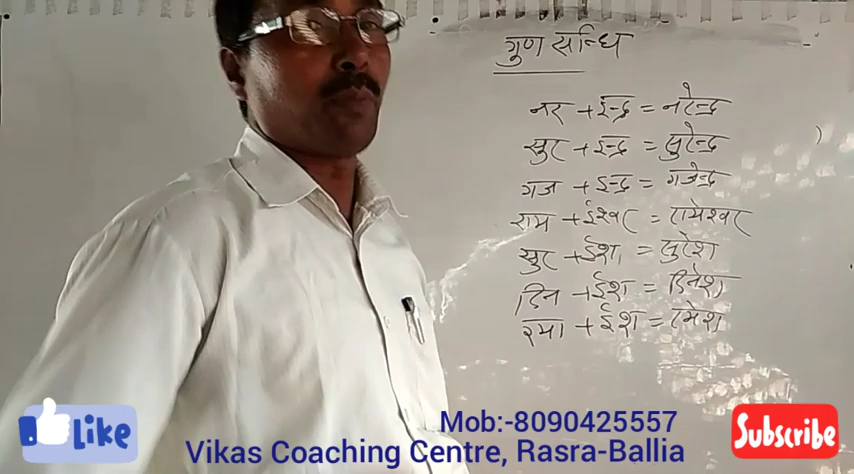 गुण सन्धि
नर + इन्द्र = नरेन्द्र
सुर + इन्द्र = सुरेन्द्र
गज + इन्द्र = गजेन्द्र
राम + ईश्वर = रामेश्वर
सुर + ईश = सुरेश
दिन + ईश = दिनेश
रमा + ईश = रमेश
Like
Mob:-8090425557
Vikas Coaching Centre, Rasra-Ballia
Subscribe